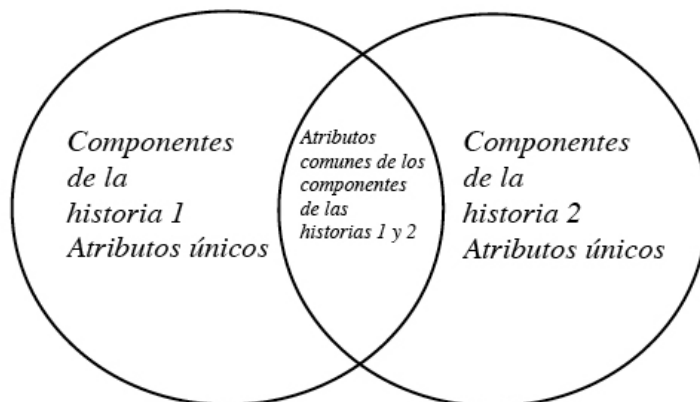 Componentes
de la
historia 1
Atributos únicos
Atributos
comunes de los
componentes
de las
historias 1 y 2
Componentes
de la
historia 2
Atributos únicos